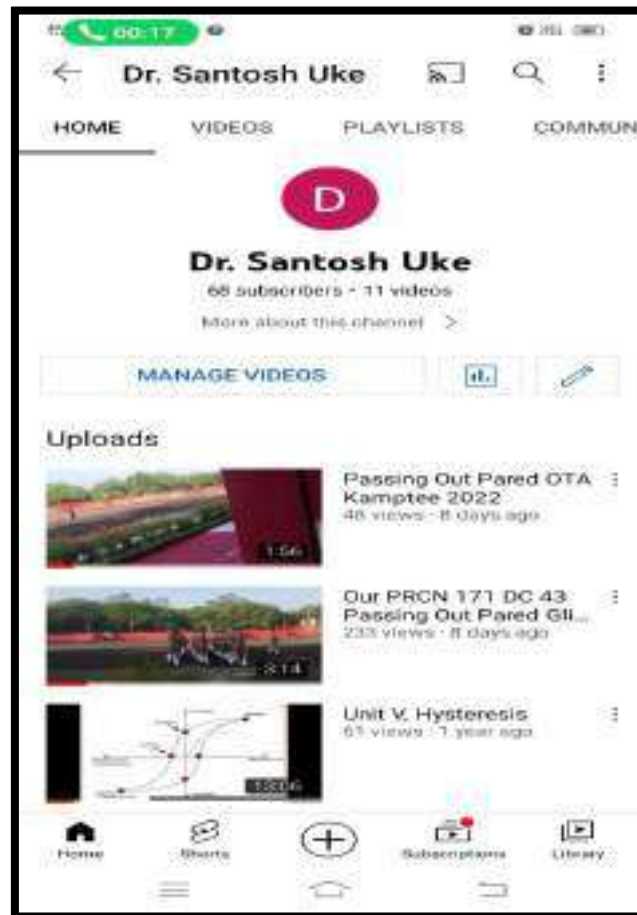 00:17
Dr. Santosh Uke
HOME VIDEOS PLAYLISTS COMMUN
D
Dr. Santosh Uke
68 subscribers • 11 videos
More about this channel >
MANAGE VIDEOS
Uploads
Passing Out Pared OTA
Kamptee 2022
48 views · 8 days ago
1:56
Our PRCN 171 DC 43
Passing Out Pared Gli...
233 views · 8 days ago
3:14
Unit V, Hysteresis
61 views · 1 year ago
Home Shorts Subscriptions Library